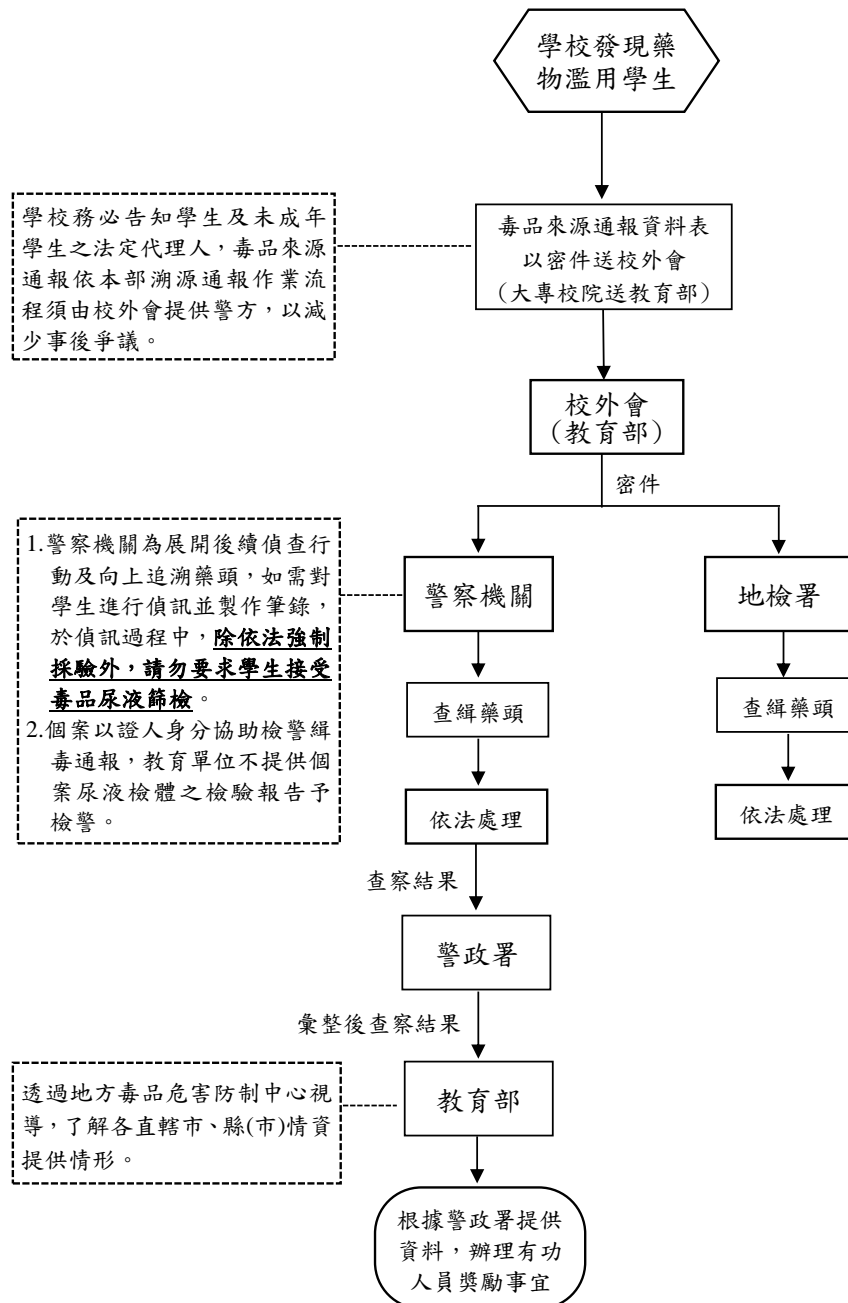 學校發現藥
物濫用學生
學校務必告知學生及未成年
學生之法定代理人，毒品來源
通報依本部溯源通報作業流
程須由校外會提供警方，以減
少事後爭議。
毒品來源通報資料表
以密件送校外會
（大專校院送教育部）
校外會
（教育部）
密件
1.警察機關為展開後續偵查行
動及向上追溯藥頭，如需對
學生進行偵訊並製作筆錄，
於偵訊過程中，除依法強制
採驗外，請勿要求學生接受
毒品尿液篩檢。
2.個案以證人身分協助檢警緝
毒通報，教育單位不提供個
案尿液檢體之檢驗報告予
檢警。
警察機關
地檢署
查緝藥頭
查緝藥頭
依法處理
依法處理
查察結果
警政署
彙整後查察結果
透過地方毒品危害防制中心視
導，了解各直轄市、縣(市)情資
提供情形。
教育部
根據警政署提供
資料，辦理有功
人員獎勵事宜